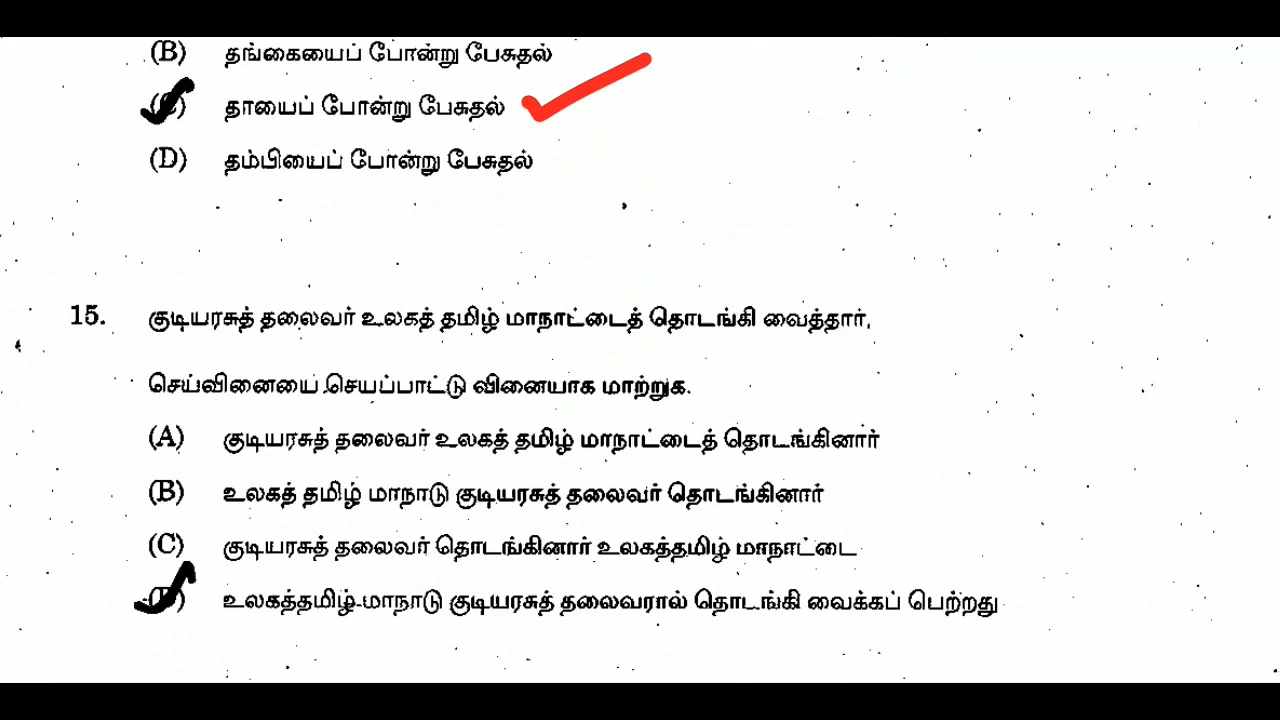 (B) தங்கையைப் போன்று பேசுதல்
(C) தாயைப் போன்று பேசுதல்
(D) தம்பியைப் போன்று பேசுதல்
15. குடியரசுத் தலைவர் உலகத் தமிழ் மாநாட்டைத் தொடங்கி வைத்தார்.
செய்வினையை செயப்பாட்டு வினையாக மாற்றுக.
(A) குடியரசுத் தலைவர் உலகத் தமிழ் மாநாட்டைத் தொடங்கினார்
(B) உலகத் தமிழ் மாநாடு குடியரசுத் தலைவர் தொடங்கினார்
(C) குடியரசுத் தலைவர் தொடங்கினார் உலகத்தமிழ் மாநாட்டை
(D) உலகத்தமிழ் மாநாடு குடியரசுத் தலைவரால் தொடங்கி வைக்கப் பெற்றது